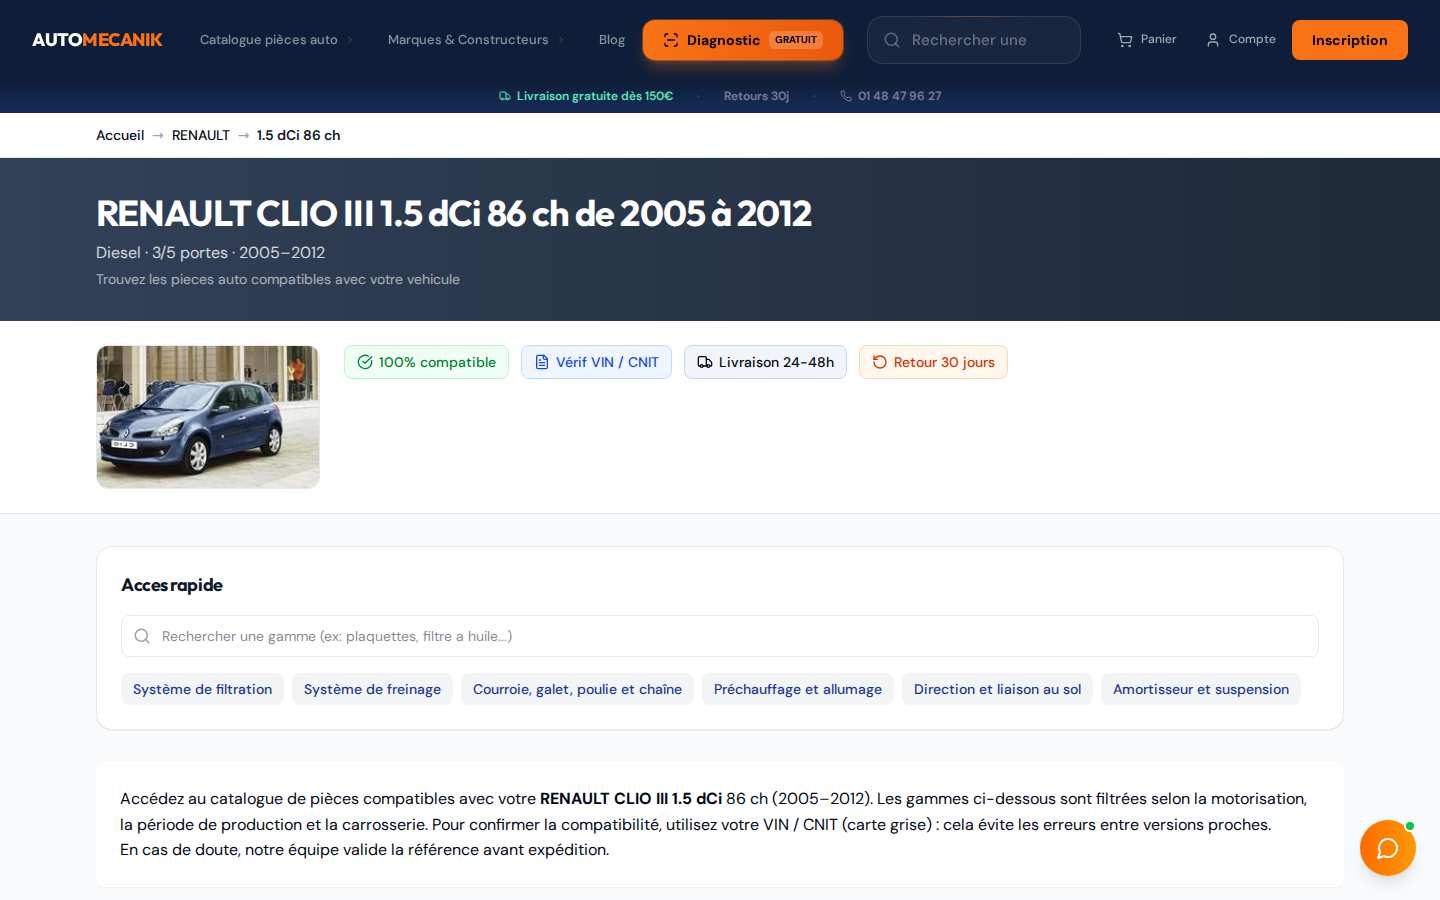 AUTOMECANIK
Catalogue pièces auto
Marques & Constructeurs
Blog
Diagnostic GRATUIT
Rechercher une
Panier
Compte
Inscription
Livraison gratuite dès 150€ · Retours 30j · 01 48 47 96 27
Accueil → RENAULT → 1.5 dCi 86 ch
RENAULT CLIO III 1.5 dCi 86 ch de 2005 à 2012
Diesel · 3/5 portes · 2005–2012
Trouvez les pieces auto compatibles avec votre vehicule
100% compatible
Vérif VIN / CNIT
Livraison 24-48h
Retour 30 jours
Acces rapide
Rechercher une gamme (ex: plaquettes, filtre a huile...)
Système de filtration
Système de freinage
Courroie, galet, poulie et chaîne
Préchauffage et allumage
Direction et liaison au sol
Amortisseur et suspension
Accédez au catalogue de pièces compatibles avec votre RENAULT CLIO III 1.5 dCi 86 ch (2005–2012). Les gammes ci-dessous sont filtrées selon la motorisation,
la période de production et la carrosserie. Pour confirmer la compatibilité, utilisez votre VIN / CNIT (carte grise) : cela évite les erreurs entre versions proches.
En cas de doute, notre équipe valide la référence avant expédition.